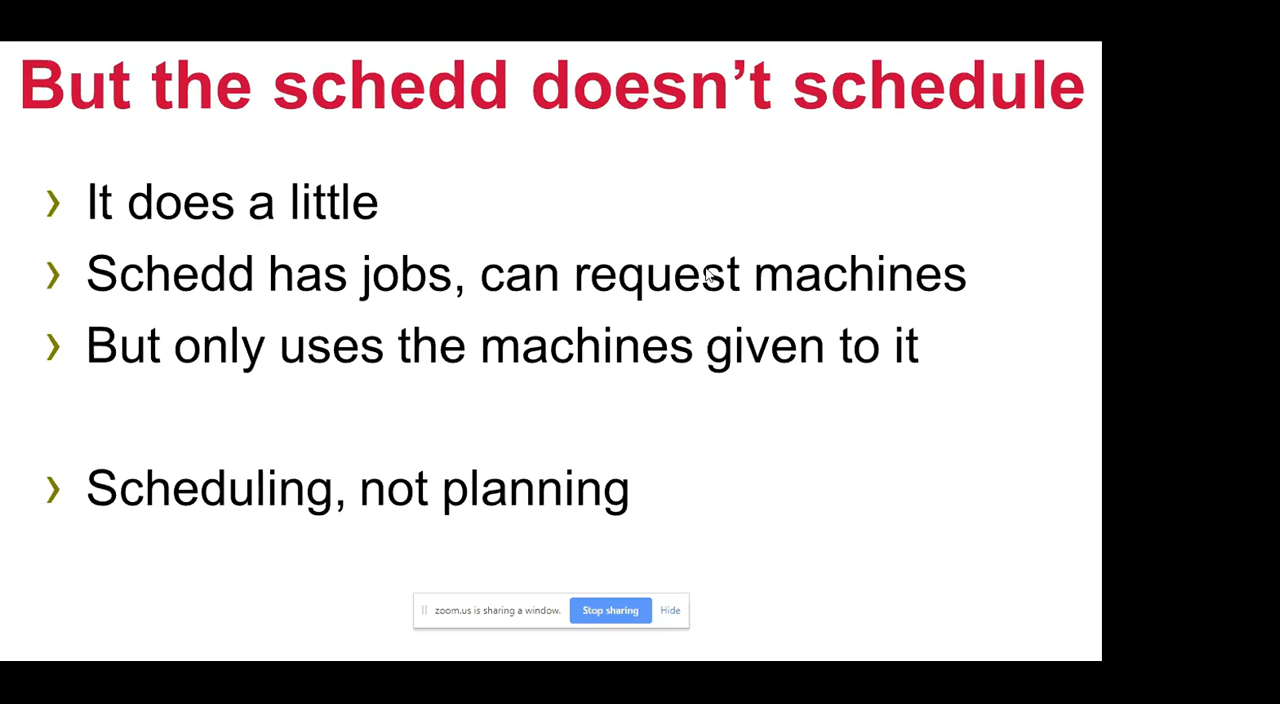 But the schedd doesn’t schedule
› It does a little
› Schedd has jobs, can request machines
› But only uses the machines given to it
› Scheduling, not planning
zoom.us is sharing a window. Stop sharing Hide